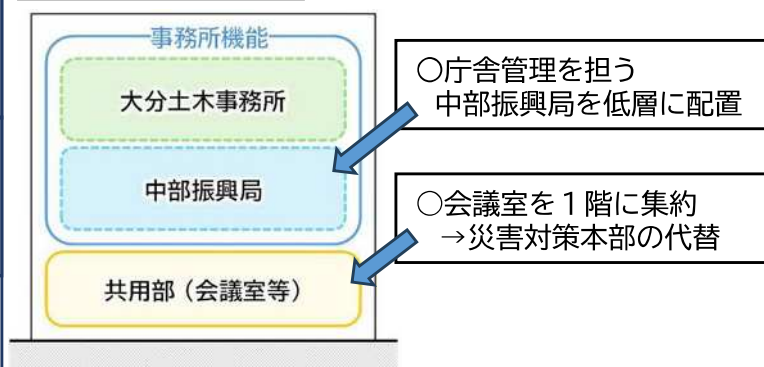 事務所機能
大分土木事務所
中部振興局
共用部（会議室等）
○庁舎管理を担う
中部振興局を低層に配置
○会議室を１階に集約
→災害対策本部の代替